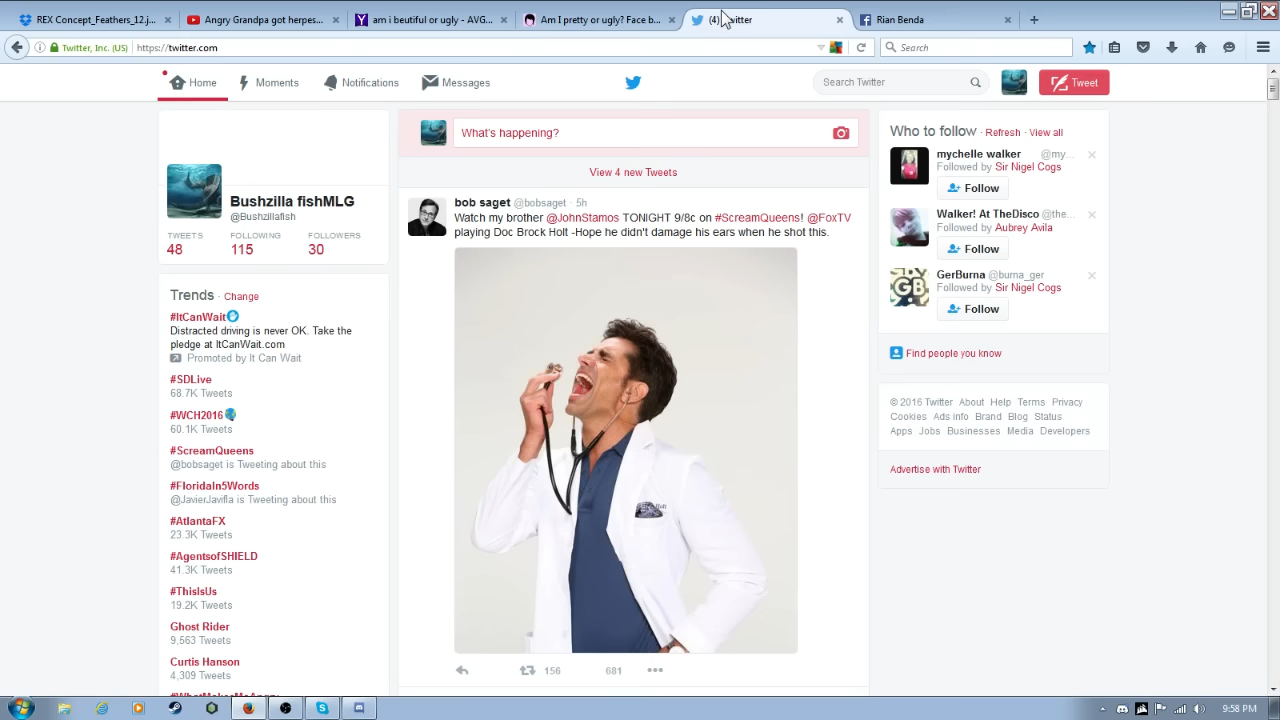 REX Concept_Feathers_12.j...
Angry Grandpa got herpes...
am i beutiful or ugly - AVG...
Am I pretty or ugly? Face b...
(4) Twitter
Rian Benda
Twitter, Inc. (US)
https://twitter.com
Search
Home
Moments
Notifications
Messages
Search Twitter
Tweet
Bushzilla fishMLG
@Bushzillafish
TWEETS
FOLLOWING
FOLLOWERS
48
115
30
Trends · Change
#ItCanWait
Distracted driving is never OK. Take the
pledge at ItCanWait.com
Promoted by It Can Wait
#SDLive
68.7K Tweets
#WCH2016
60.1K Tweets
#ScreamQueens
@bobsaget is Tweeting about this
#FloridaIn5Words
@JavierJavifla is Tweeting about this
#AtlantaFX
23.3K Tweets
#AgentsofSHIELD
41.3K Tweets
#ThisIsUs
19.2K Tweets
Ghost Rider
9,563 Tweets
Curtis Hanson
4,309 Tweets
What's happening?
View 4 new Tweets
bob saget @bobsaget · 5h
Watch my brother @JohnStamos TONIGHT 9/8c on #ScreamQueens! @FoxTV
playing Doc Brock Holt -Hope he didn't damage his ears when he shot this.
156
681
Who to follow · Refresh · View all
mychelle walker @my...
Followed by Sir Nigel Cogs
Follow
Walker! At TheDisco @the...
Followed by Aubrey Avila
Follow
GerBurna @burna_ger
Followed by Sir Nigel Cogs
Follow
Find people you know
© 2016 Twitter About Help Terms Privacy
Cookies Ads info Brand Blog Status
Apps Jobs Businesses Media Developers
Advertise with Twitter
9:58 PM